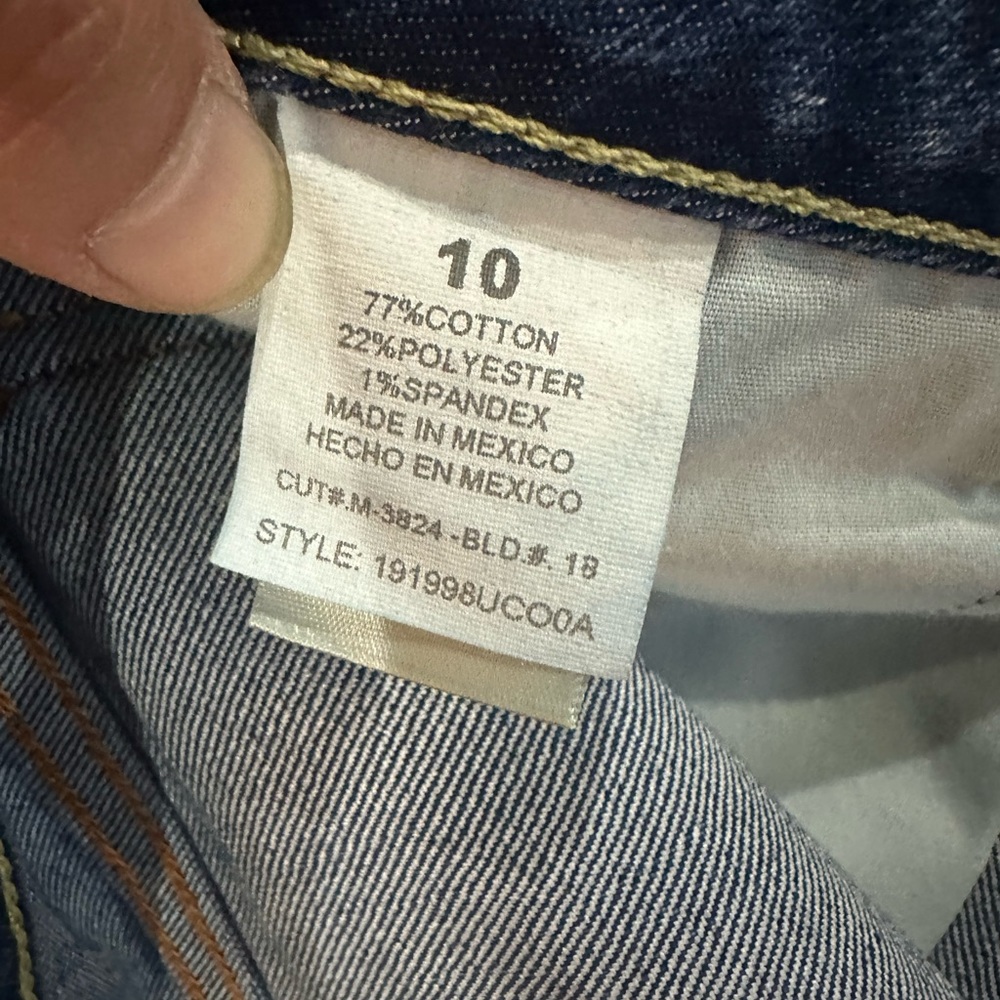 10
77%COTTON
22%POLYESTER
1%SPANDEX
MADE IN MEXICO
HECHO EN MEXICO
CUT#.M-3824-BLD.#. 18
STYLE: 191998UCO0A